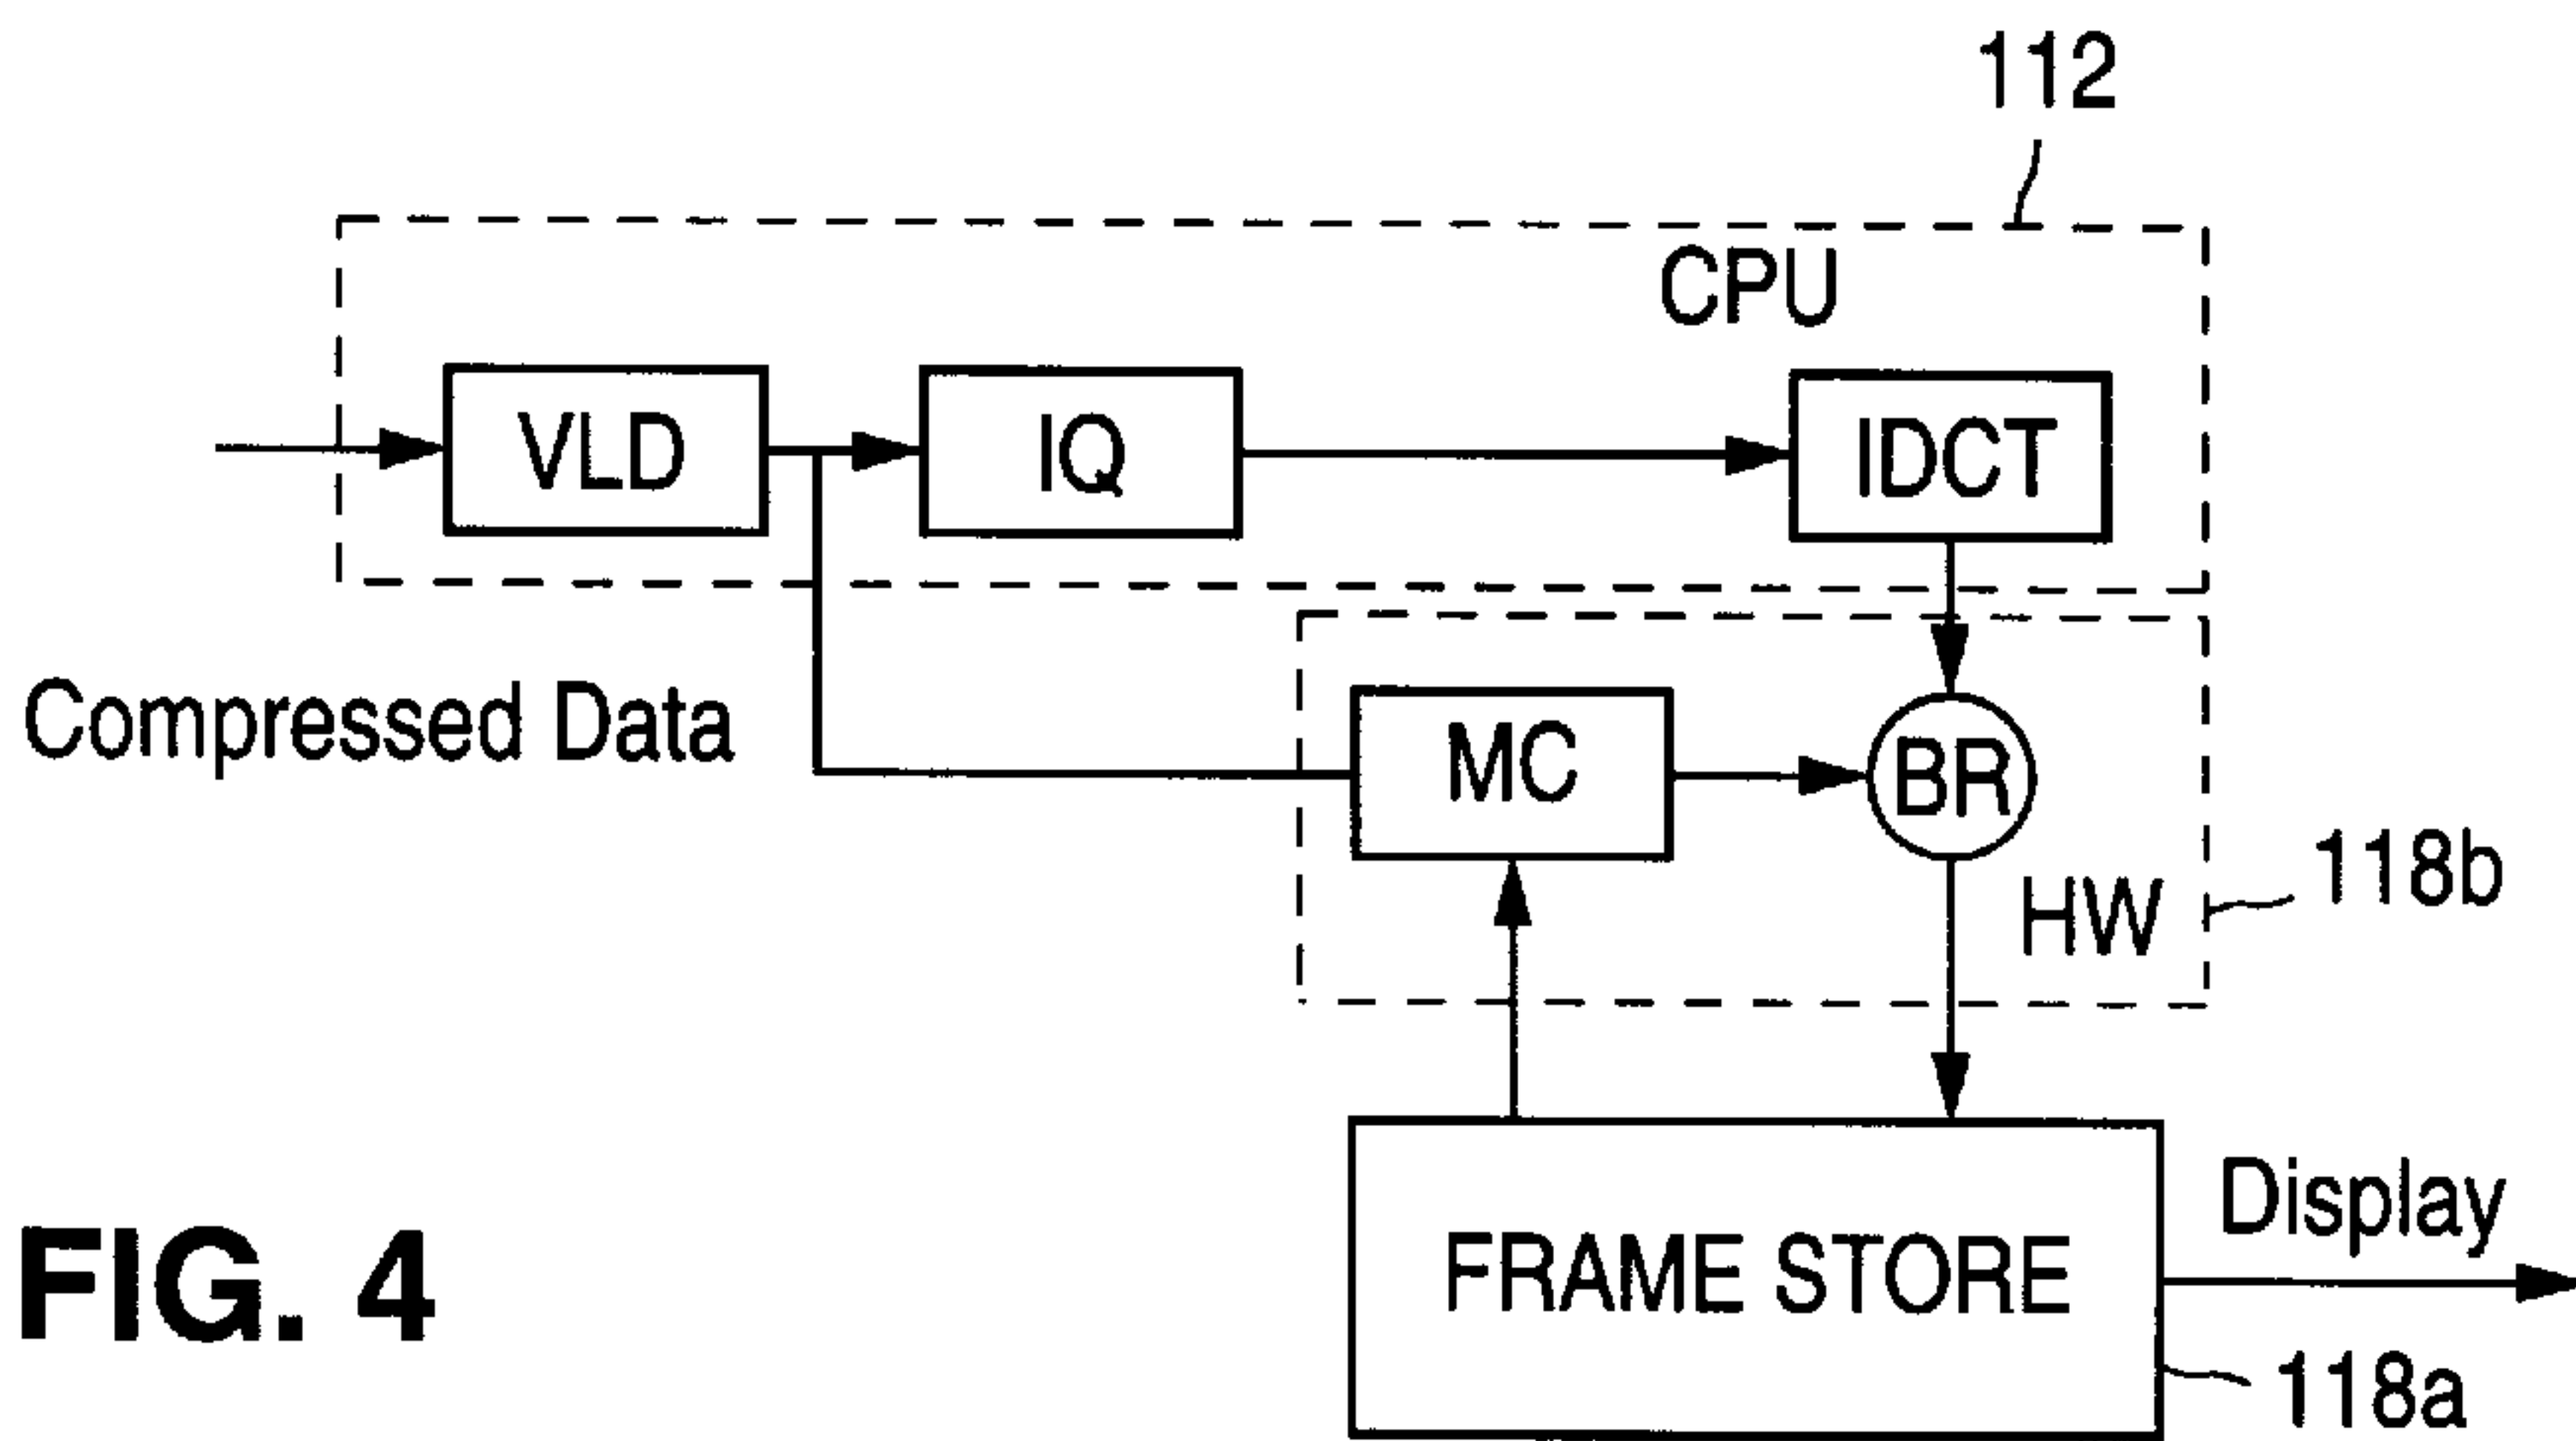 112
CPU
VLD
IQ
IDCT
Compressed Data
MC
BR
HW
118b
FRAME STORE
Display
118a
FIG. 4